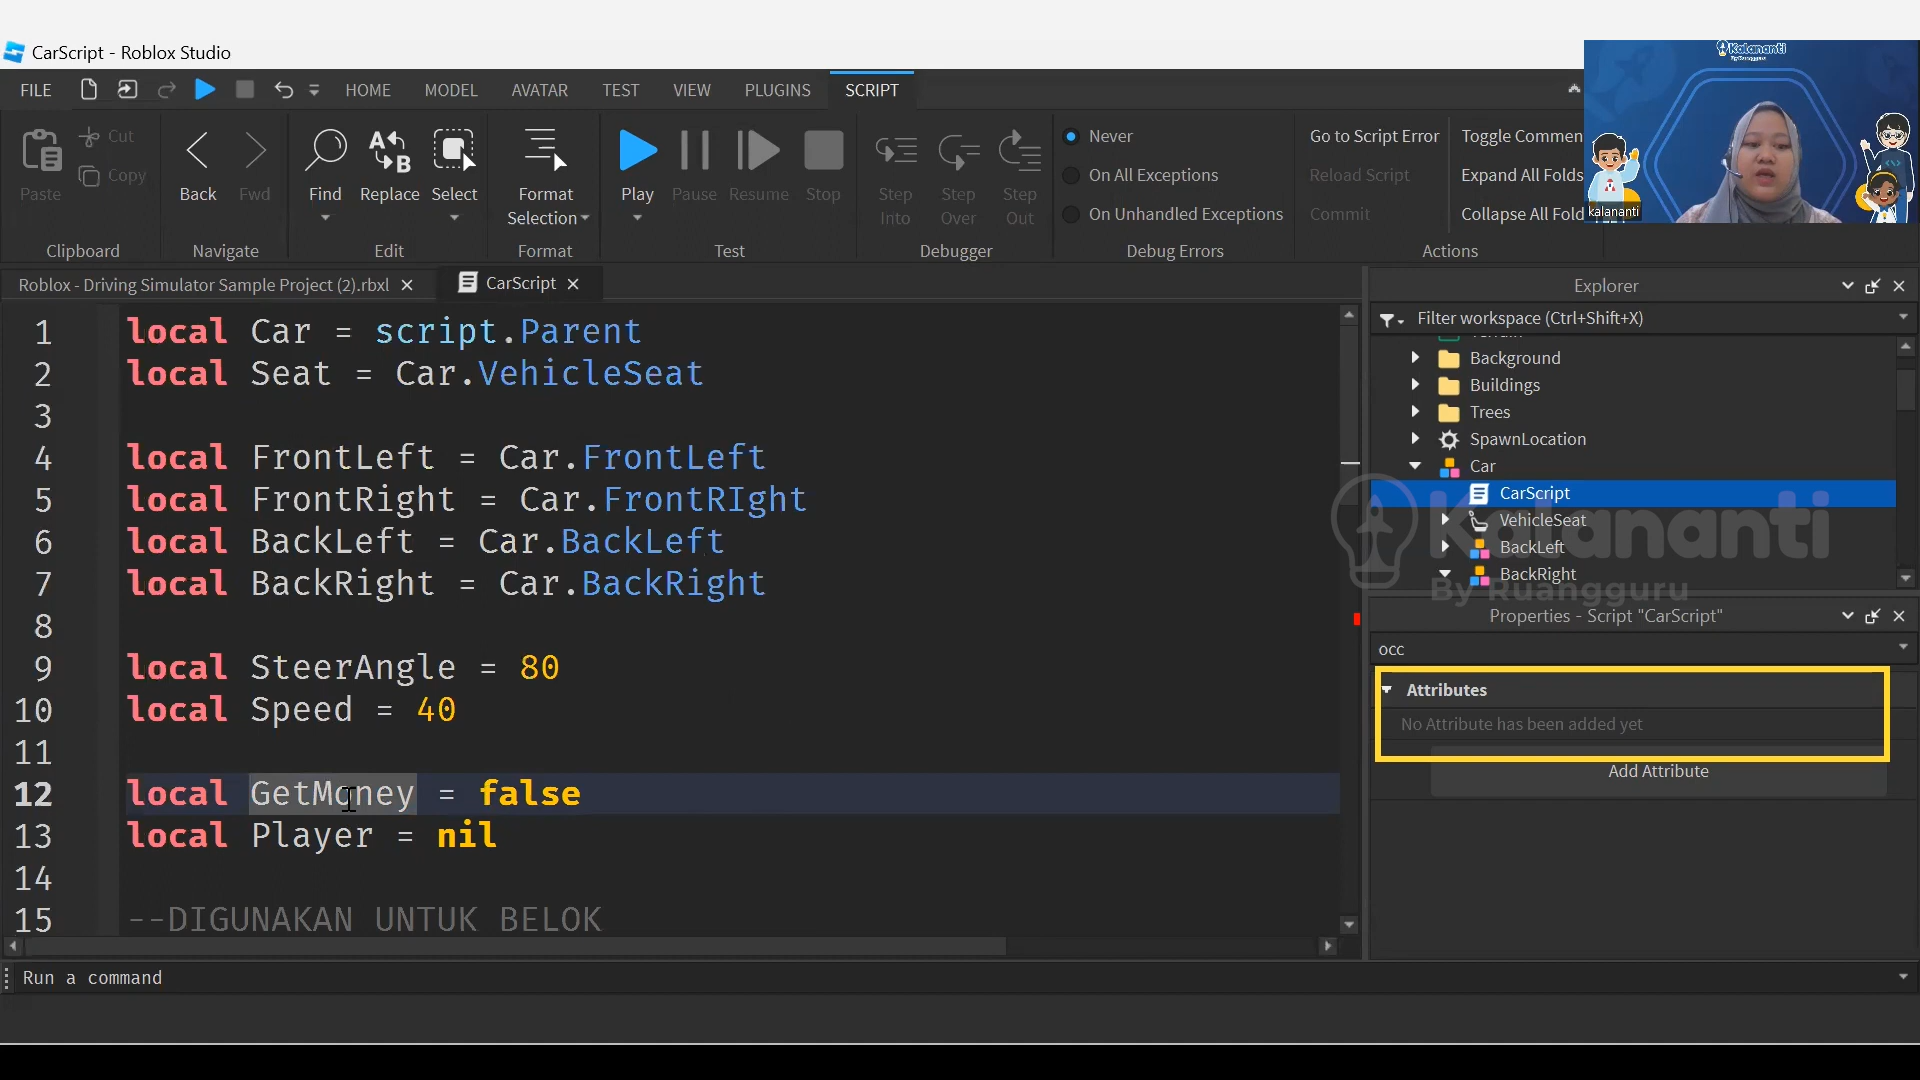 CarScript - Roblox Studio
Kalananti
By Ruangguru
FILE HOME MODEL AVATAR TEST VIEW PLUGINS SCRIPT
Paste
Cut
Copy
Clipboard
Back
Fwd
Navigate
Find
Replace
Select
Edit
Format
Selection
Format
Play
Pause
Resume
Stop
Test
Step
Into
Step
Over
Step
Out
Debugger
Never
On All Exceptions
On Unhandled Exceptions
Debug Errors
Go to Script Error
Reload Script
Commit
Toggle Commen
Expand All Folds
Collapse All Fold
Actions
kalananti
Roblox - Driving Simulator Sample Project (2).rbxl
CarScript
1 local Car = script.Parent
2 local Seat = Car.VehicleSeat
3
4 local FrontLeft = Car.FrontLeft
5 local FrontRight = Car.FrontRIght
6 local BackLeft = Car.BackLeft
7 local BackRight = Car.BackRight
8
9 local SteerAngle = 80
10 local Speed = 40
11
12 local GetMoney = false
13 local Player = nil
14
15 --DIGUNAKAN UNTUK BELOK
Explorer
Filter workspace (Ctrl+Shift+X)
Background
Buildings
Trees
SpawnLocation
Car
CarScript
VehicleSeat
BackLeft
BackRight
Kalananti
By Ruangguru
Properties - Script "CarScript"
occ
Attributes
No Attribute has been added yet
Add Attribute
Run a command